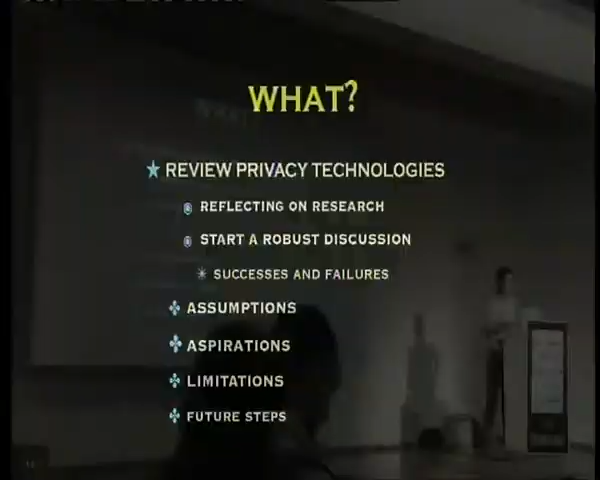 WHAT?
REVIEW PRIVACY TECHNOLOGIES
REFLECTING ON RESEARCH
START A ROBUST DISCUSSION
SUCCESSES AND FAILURES
ASSUMPTIONS
ASPIRATIONS
LIMITATIONS
FUTURE STEPS